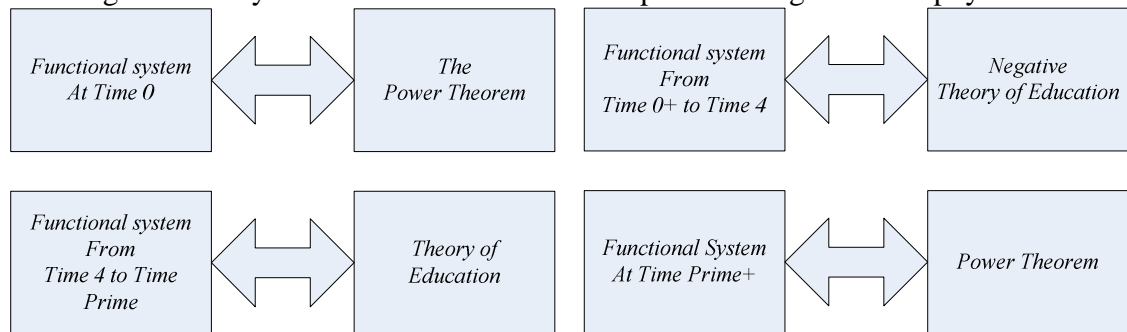 Functional system
At Time 0
The
Power Theorem
Functional system
From
Time 0+ to Time 4
Negative
Theory of Education
Functional system
From
Time 4 to Time
Prime
Theory of
Education
Functional System
At Time Prime+
Power Theorem